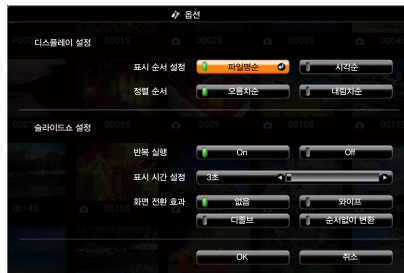 옵션
디스플레이 설정
표시 순서 설정 파일명순 시각순
정렬 순서 오름차순 내림차순
슬라이드쇼 설정
반복 실행 On Off
표시 시간 설정 3초
화면 전환 효과 없음 와이프
디졸브 순서없이 변환
OK 취소